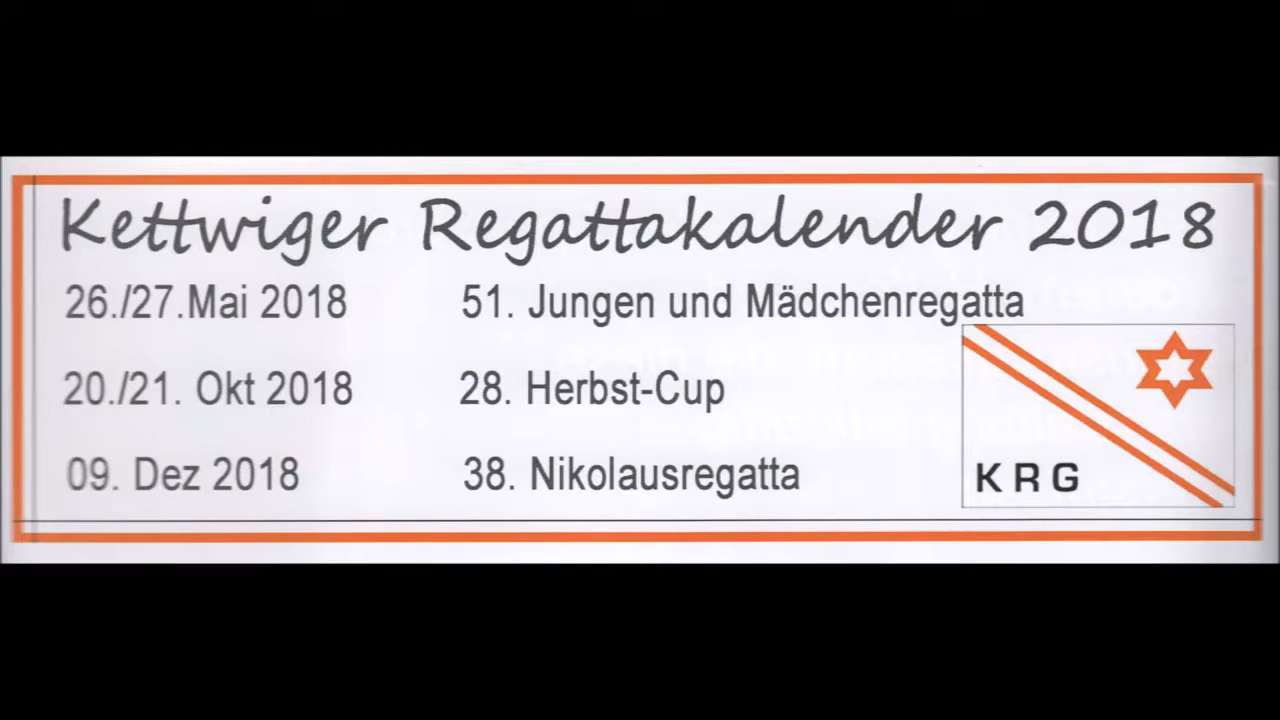 Kettwiger Regattakalender 2018
26./27.Mai 2018 51. Jungen und Mädchenregatta
20./21. Okt 2018 28. Herbst-Cup
09. Dez 2018 38. Nikolausregatta
KRG